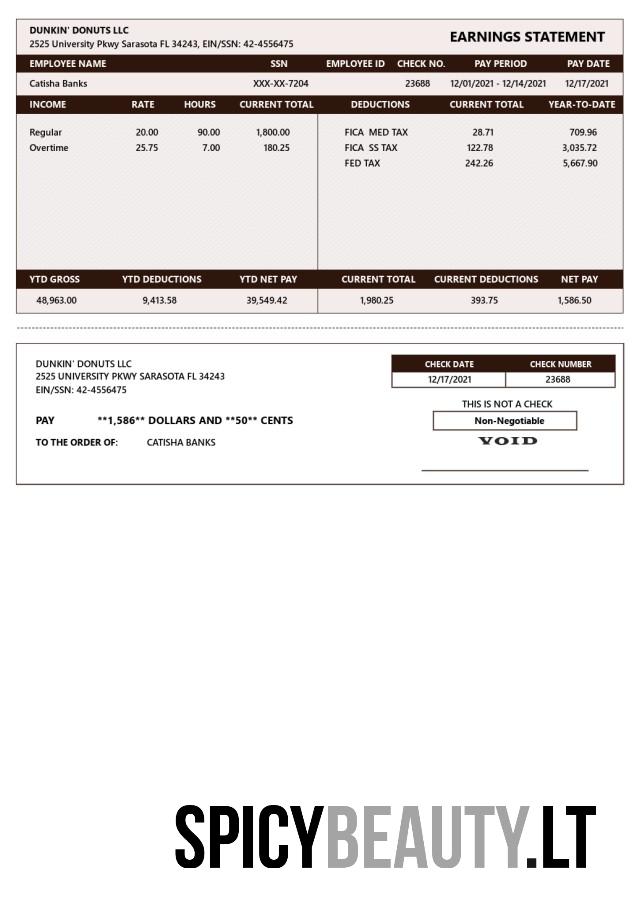 DUNKIN' DONUTS LLC
2525 University Pkwy Sarasota FL 34243, EIN/SSN: 42-4556475
EARNINGS STATEMENT
EMPLOYEE NAME SSN EMPLOYEE ID CHECK NO. PAY PERIOD PAY DATE
Catisha Banks XXX-XX-7204 23688 12/01/2021 - 12/14/2021 12/17/2021
INCOME RATE HOURS CURRENT TOTAL DEDUCTIONS CURRENT TOTAL YEAR-TO-DATE
Regular 20.00 90.00 1,800.00 FICA MED TAX 28.71 709.96
Overtime 25.75 7.00 180.25 FICA SS TAX 122.78 3,035.72
FED TAX 242.26 5,667.90
YTD GROSS YTD DEDUCTIONS YTD NET PAY CURRENT TOTAL CURRENT DEDUCTIONS NET PAY
48,963.00 9,413.58 39,549.42 1,980.25 393.75 1,586.50
DUNKIN' DONUTS LLC
2525 UNIVERSITY PKWY SARASOTA FL 34243
EIN/SSN: 42-4556475
CHECK DATE CHECK NUMBER
12/17/2021 23688
THIS IS NOT A CHECK
PAY **1,586** DOLLARS AND **50** CENTS
Non-Negotiable
TO THE ORDER OF: CATISHA BANKS
VOID
SPICYBEAUTY.LT